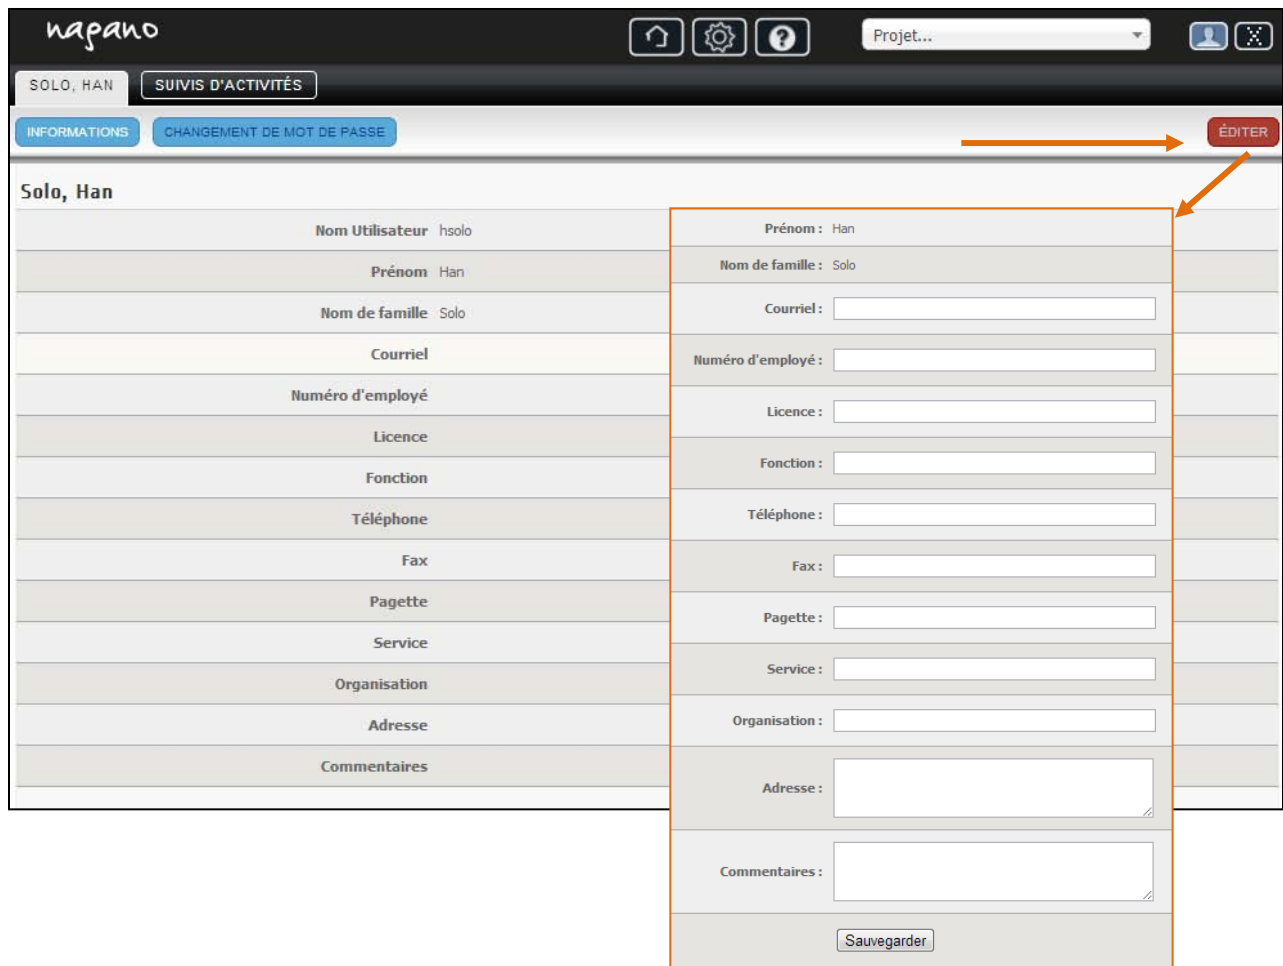 napano
Projet...
SOLO, HAN
SUIVIS D'ACTIVITÉS
INFORMATIONS
CHANGEMENT DE MOT DE PASSE
ÉDITER
Solo, Han
Nom Utilisateur hsolo
Prénom Han
Nom de famille Solo
Courriel
Numéro d'employé
Licence
Fonction
Téléphone
Fax
Pagette
Service
Organisation
Adresse
Commentaires
Prénom : Han
Nom de famille : Solo
Courriel :
Numéro d'employé :
Licence :
Fonction :
Téléphone :
Fax :
Pagette :
Service :
Organisation :
Adresse :
Commentaires :
Sauvegarder